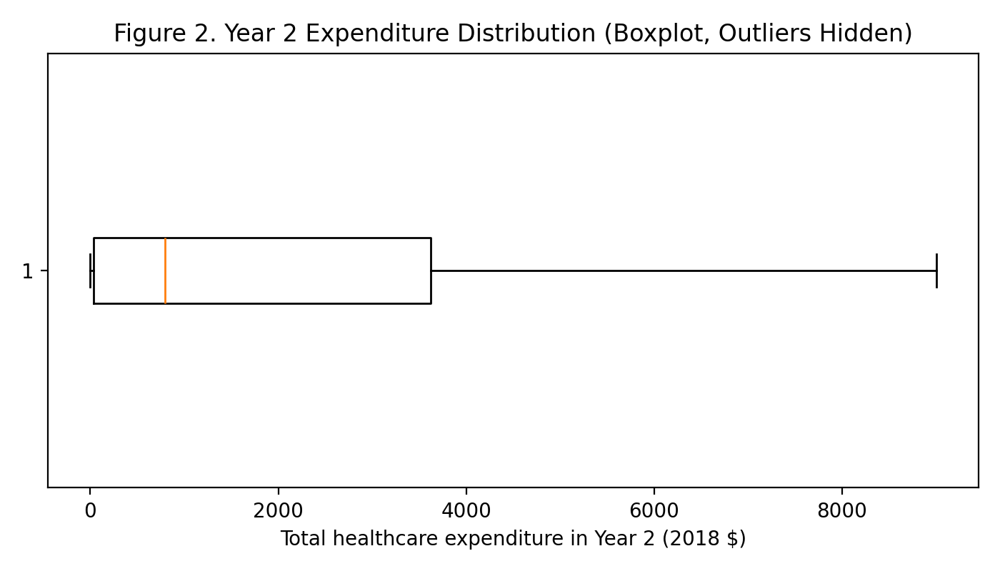 Figure 2. Year 2 Expenditure Distribution (Boxplot, Outliers Hidden)
1
0 2000 4000 6000 8000
Total healthcare expenditure in Year 2 (2018 $)